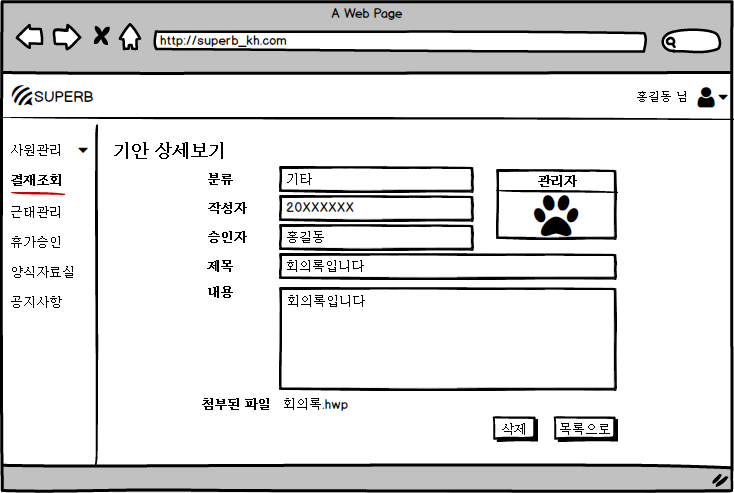 A Web Page
http://superb_kh.com
SUPERB
홍길동 님
사원관리
결재조회
근태관리
휴가승인
양식자료실
공지사항
기안 상세보기
분류 기타
관리자
작성자 20XXXXXX
승인자 홍길동
제목 회의록입니다
내용 회의록입니다
첨부된 파일 회의록.hwp
삭제 목록으로